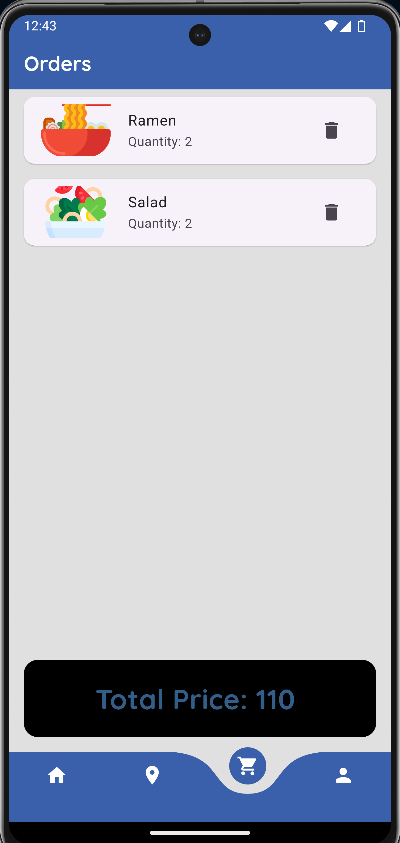 12:43
Orders
Ramen
Quantity: 2
Salad
Quantity: 2
Total Price: 110